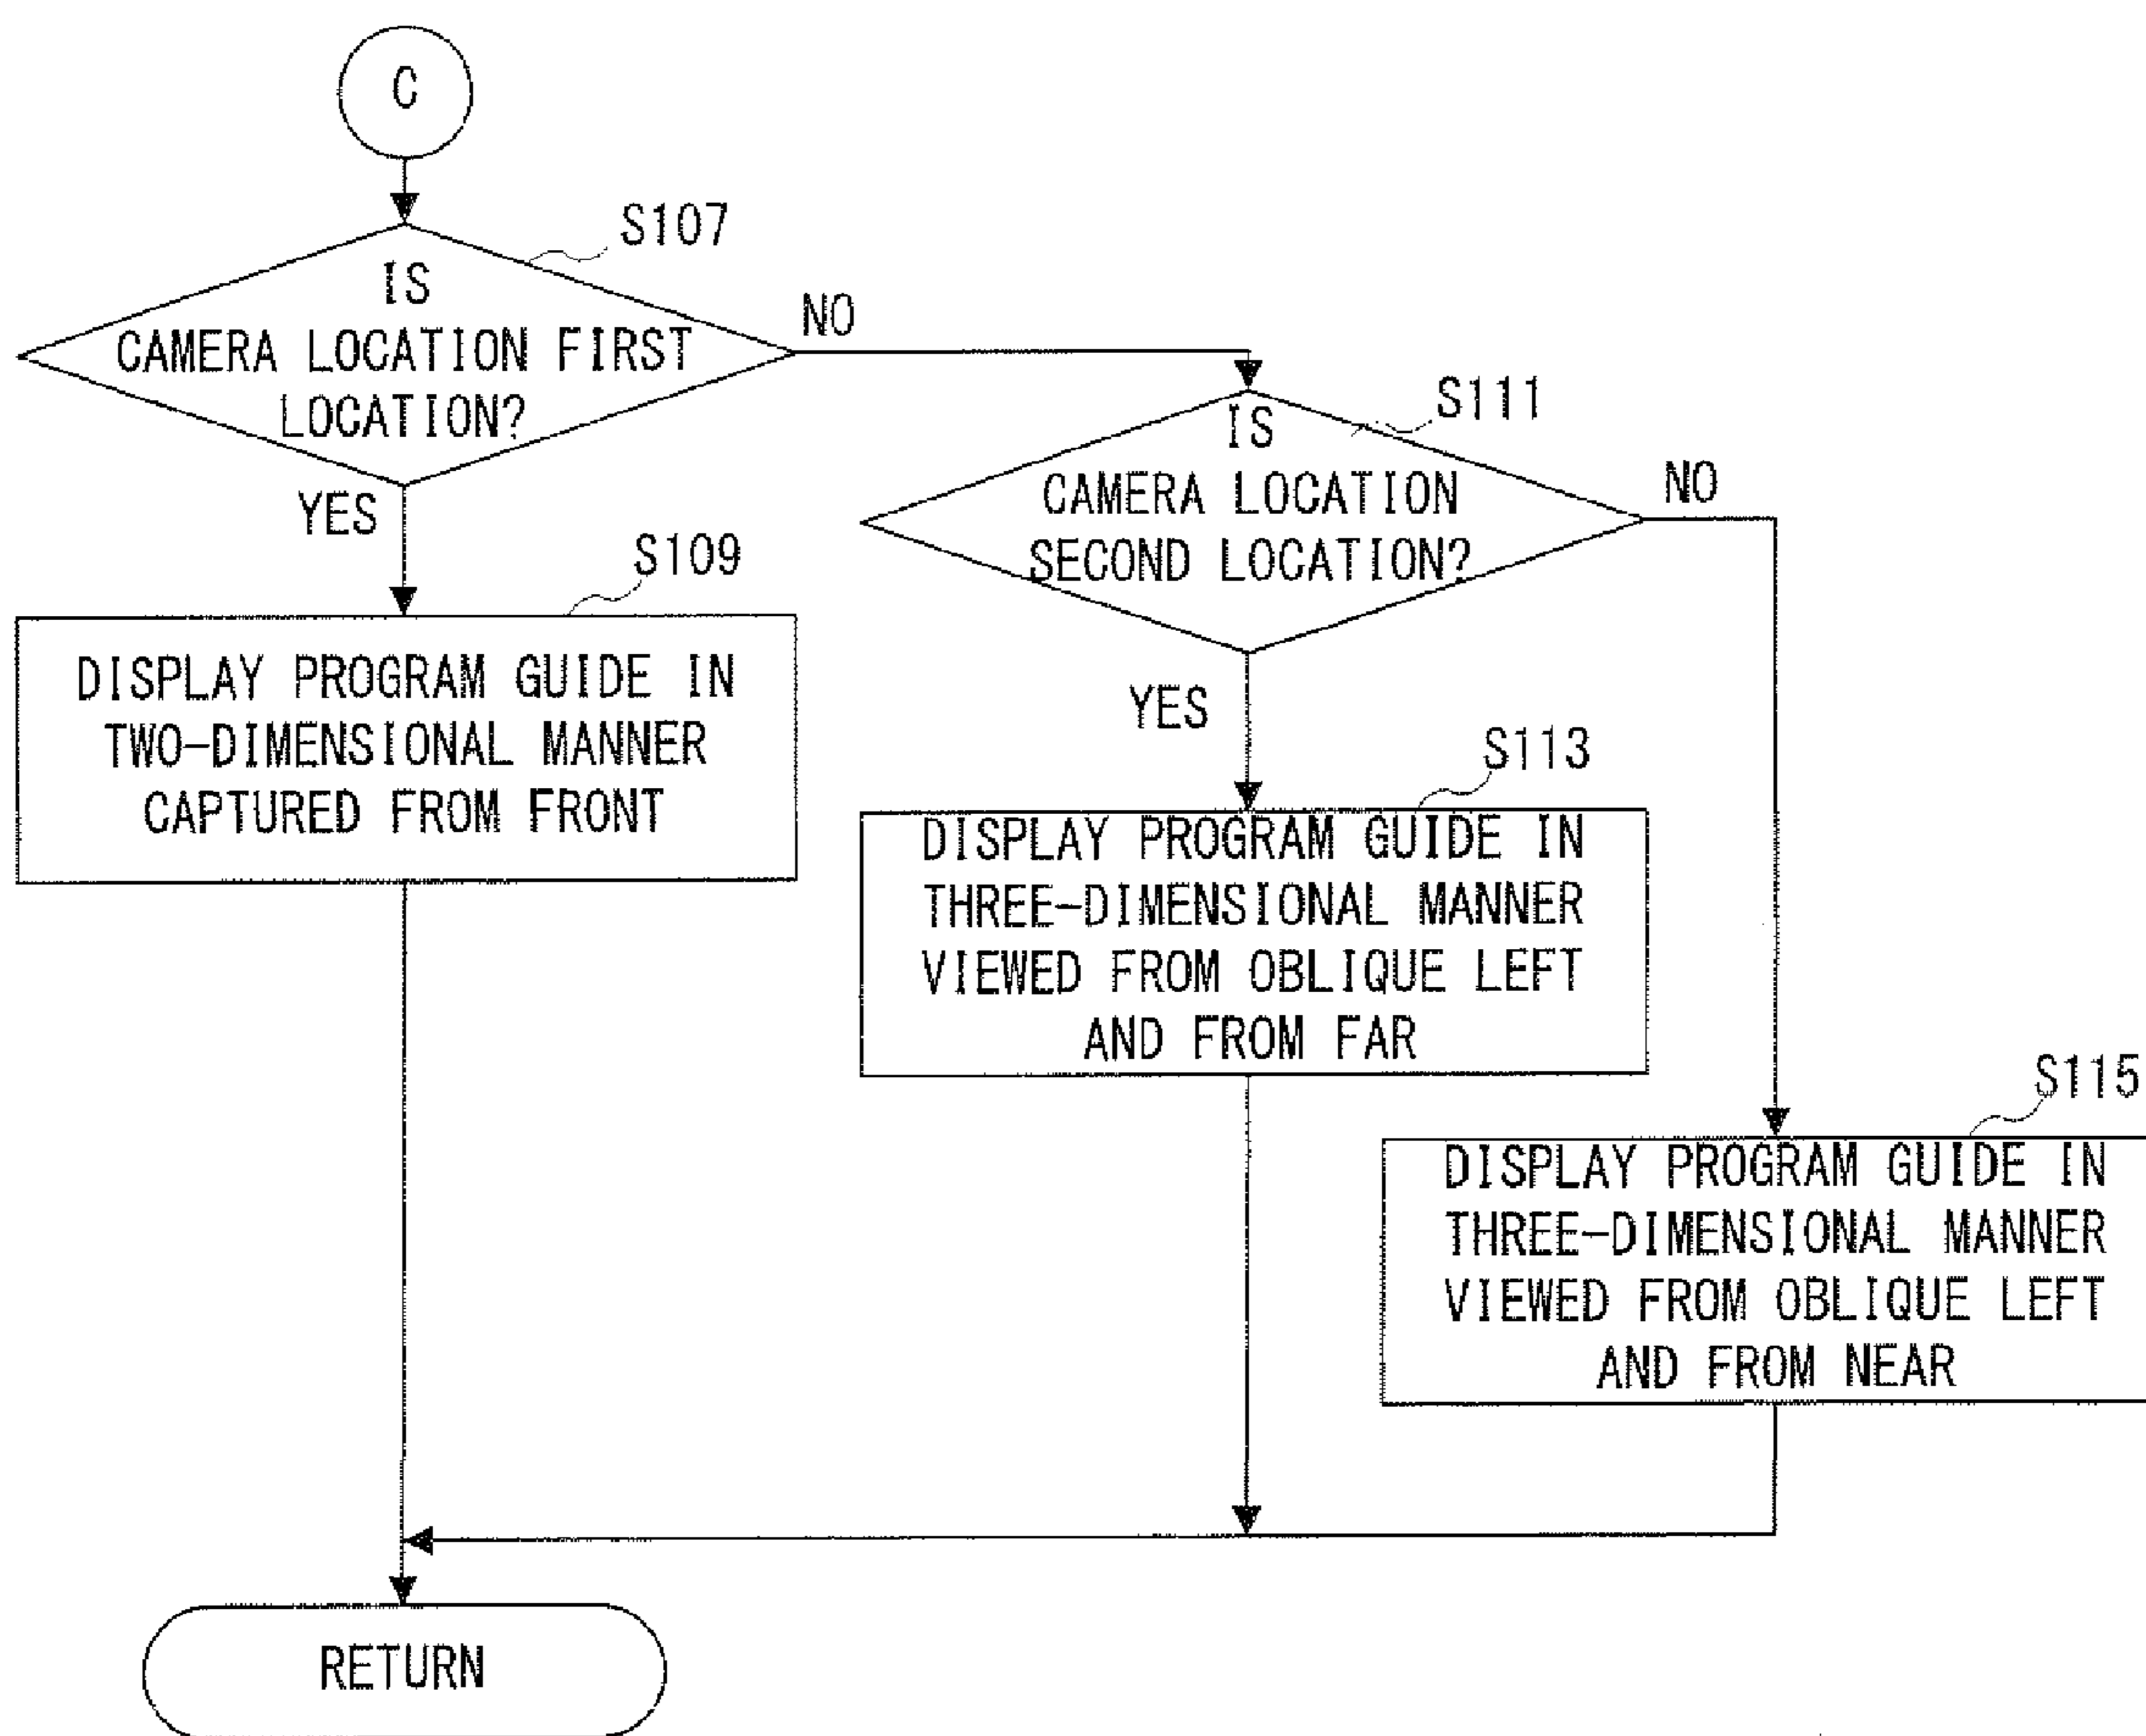 C
S107
IS
CAMERA LOCATION FIRST
LOCATION?
NO
YES
S111
IS
CAMERA LOCATION
SECOND LOCATION?
NO
YES
S109
DISPLAY PROGRAM GUIDE IN
TWO-DIMENSIONAL MANNER
CAPTURED FROM FRONT
S113
DISPLAY PROGRAM GUIDE IN
THREE-DIMENSIONAL MANNER
VIEWED FROM OBLIQUE LEFT
AND FROM FAR
S115
DISPLAY PROGRAM GUIDE IN
THREE-DIMENSIONAL MANNER
VIEWED FROM OBLIQUE LEFT
AND FROM NEAR
RETURN